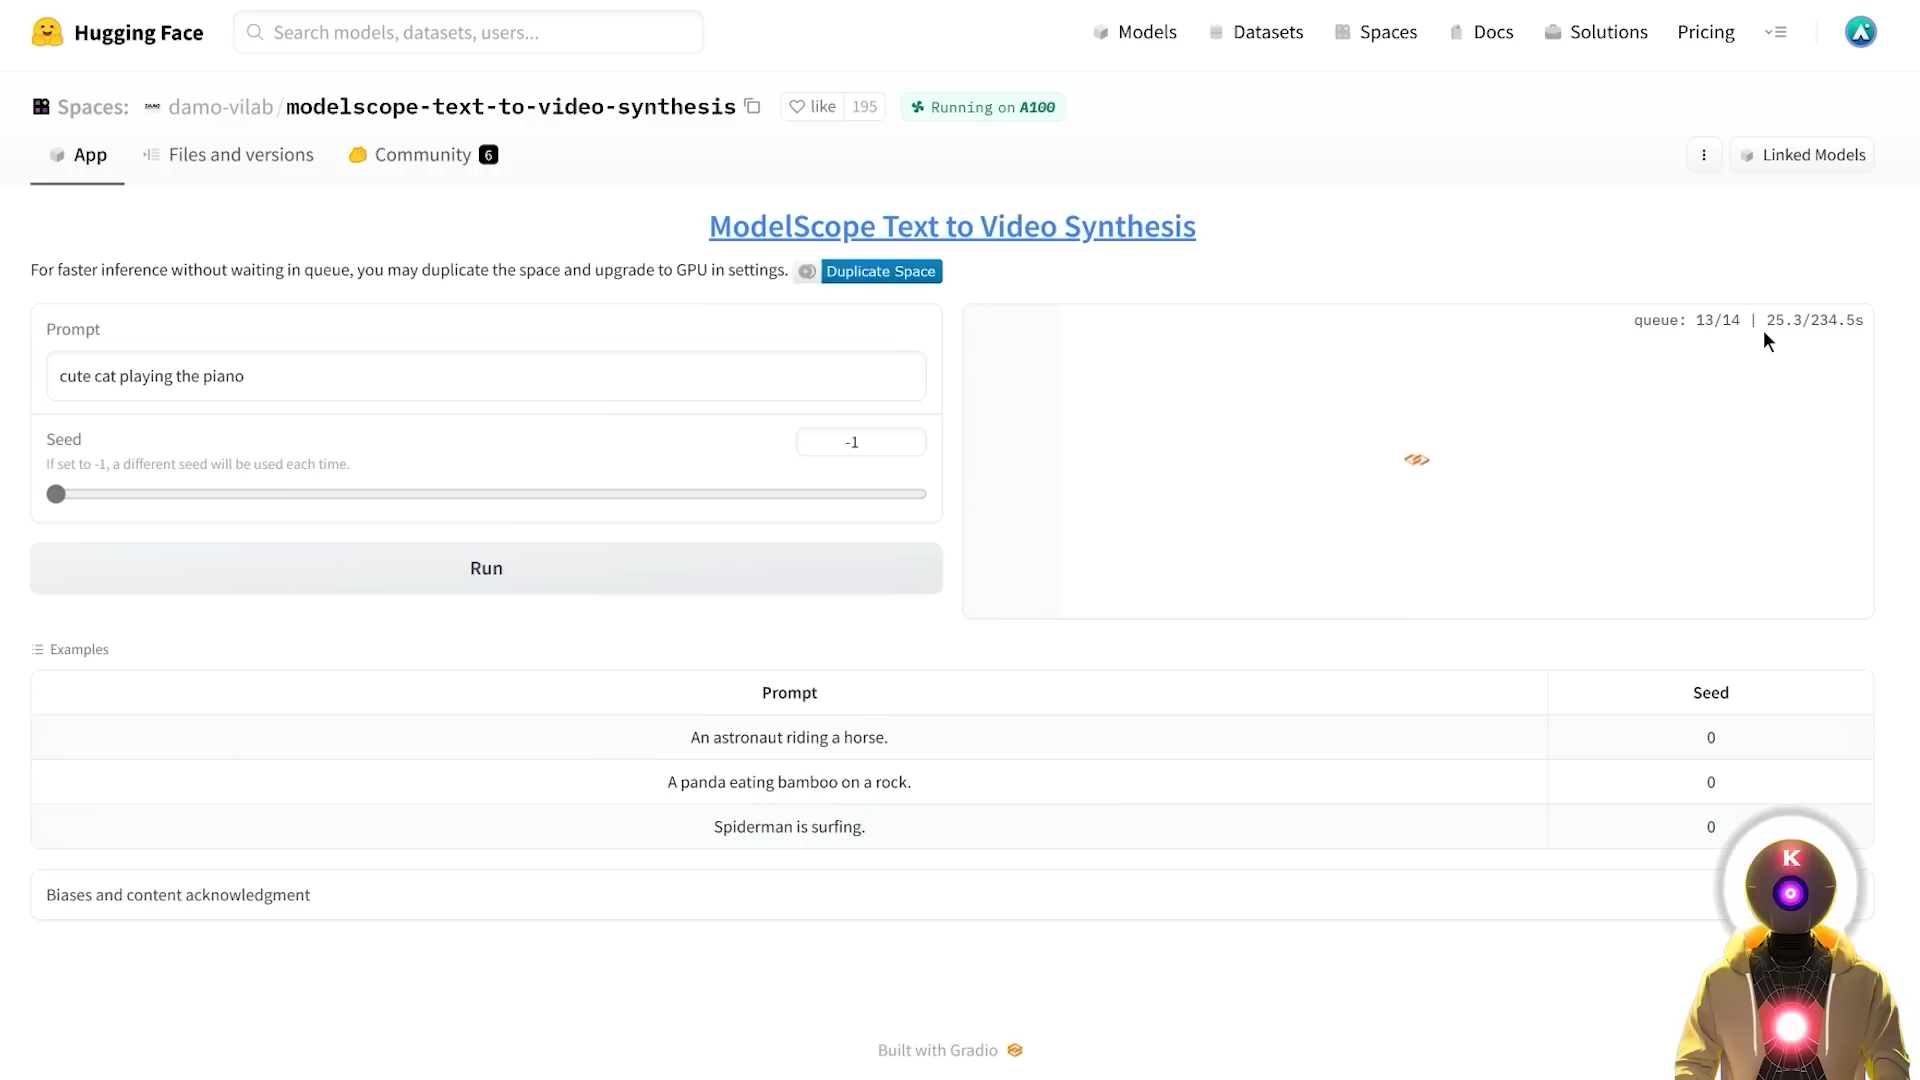 Hugging Face
Search models, datasets, users...
Models
Datasets
Spaces
Docs
Solutions
Pricing
Spaces: damo-vilab/modelscope-text-to-video-synthesis
like 195
Running on A100
App
Files and versions
Community 6
Linked Models
ModelScope Text to Video Synthesis
For faster inference without waiting in queue, you may duplicate the space and upgrade to GPU in settings. Duplicate Space
Prompt
cute cat playing the piano
Seed
-1
If set to -1, a different seed will be used each time.
Run
queue: 13/14 | 25.3/234.5s
Examples
Prompt Seed
An astronaut riding a horse. 0
A panda eating bamboo on a rock. 0
Spiderman is surfing. 0
Biases and content acknowledgment
K
Built with Gradio